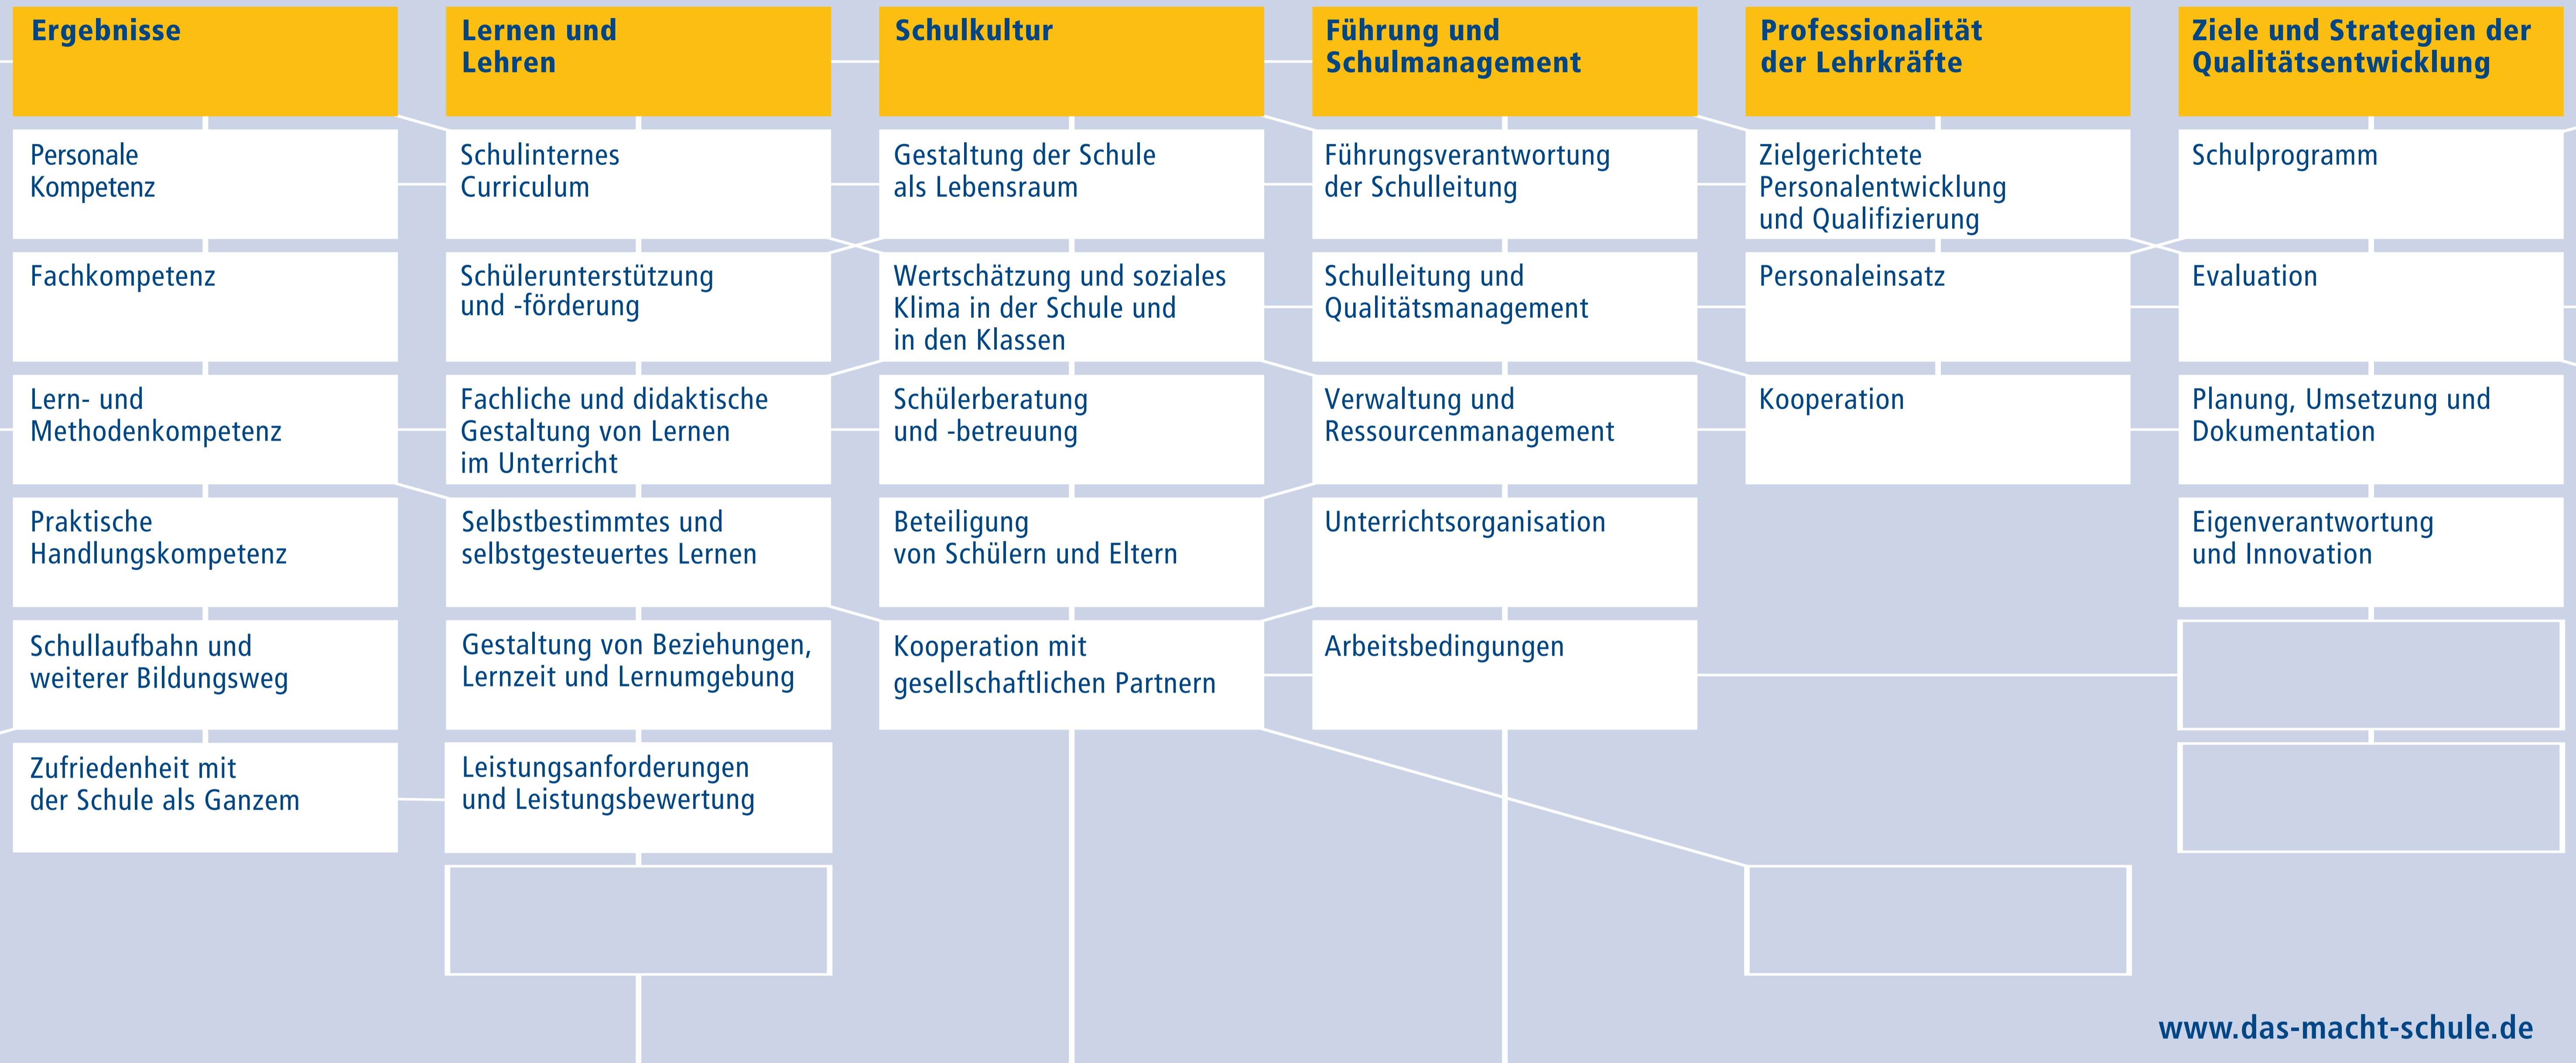 Ergebnisse
Personale
Kompetenz
Fachkompetenz
Lern- und
Methodenkompetenz
Praktische
Handlungskompetenz
Schullaufbahn und
weiterer Bildungsweg
Zufriedenheit mit
der Schule als Ganzem
Lernen und
Lehren
Schulinternes
Curriculum
Schülerunterstützung
und -förderung
Fachliche und didaktische
Gestaltung von Lernen
im Unterricht
Selbstbestimmtes und
selbstgesteuertes Lernen
Gestaltung von Beziehungen,
Lernzeit und Lernumgebung
Leistungsanforderungen
und Leistungsbewertung
Schulkultur
Gestaltung der Schule
als Lebensraum
Wertschätzung und soziales
Klima in der Schule und
in den Klassen
Schülerberatung
und -betreuung
Beteiligung
von Schülern und Eltern
Kooperation mit
gesellschaftlichen Partnern
Führung und
Schulmanagement
Führungsverantwortung
der Schulleitung
Schulleitung und
Qualitätsmanagement
Verwaltung und
Ressourcenmanagement
Unterrichtsorganisation
Arbeitsbedingungen
Professionalität
der Lehrkräfte
Zielgerichtete
Personalentwicklung
und Qualifizierung
Personaleinsatz
Kooperation
Ziele und Strategien der
Qualitätsentwicklung
Schulprogramm
Evaluation
Planung, Umsetzung und
Dokumentation
Eigenverantwortung
und Innovation
www.das-macht-schule.de